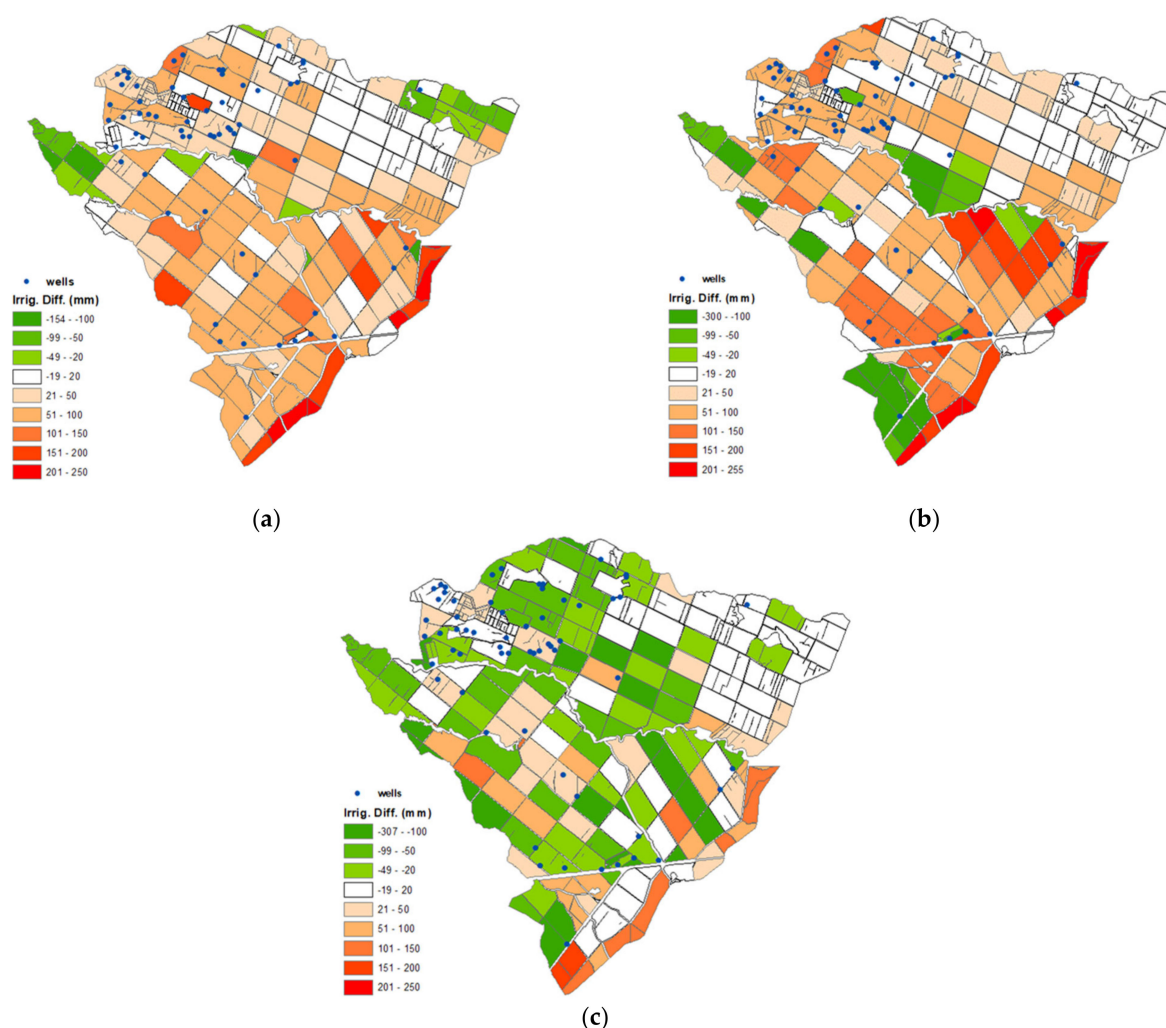 wells
Irrig. Diff. (mm)
-154 - -100
-99 - -50
-49 - -20
-19 - 20
21 - 50
51 - 100
101 - 150
151 - 200
201 - 250
(a)
wells
Irrig. Diff. (mm)
-300 - -100
-99 - -50
-49 - -20
-19 - 20
21 - 50
51 - 100
101 - 150
151 - 200
201 - 255
(b)
wells
Irrig. Diff. (mm)
-307 - -100
-99 - -50
-49 - -20
-19 - 20
21 - 50
51 - 100
101 - 150
151 - 200
201 - 250
(c)